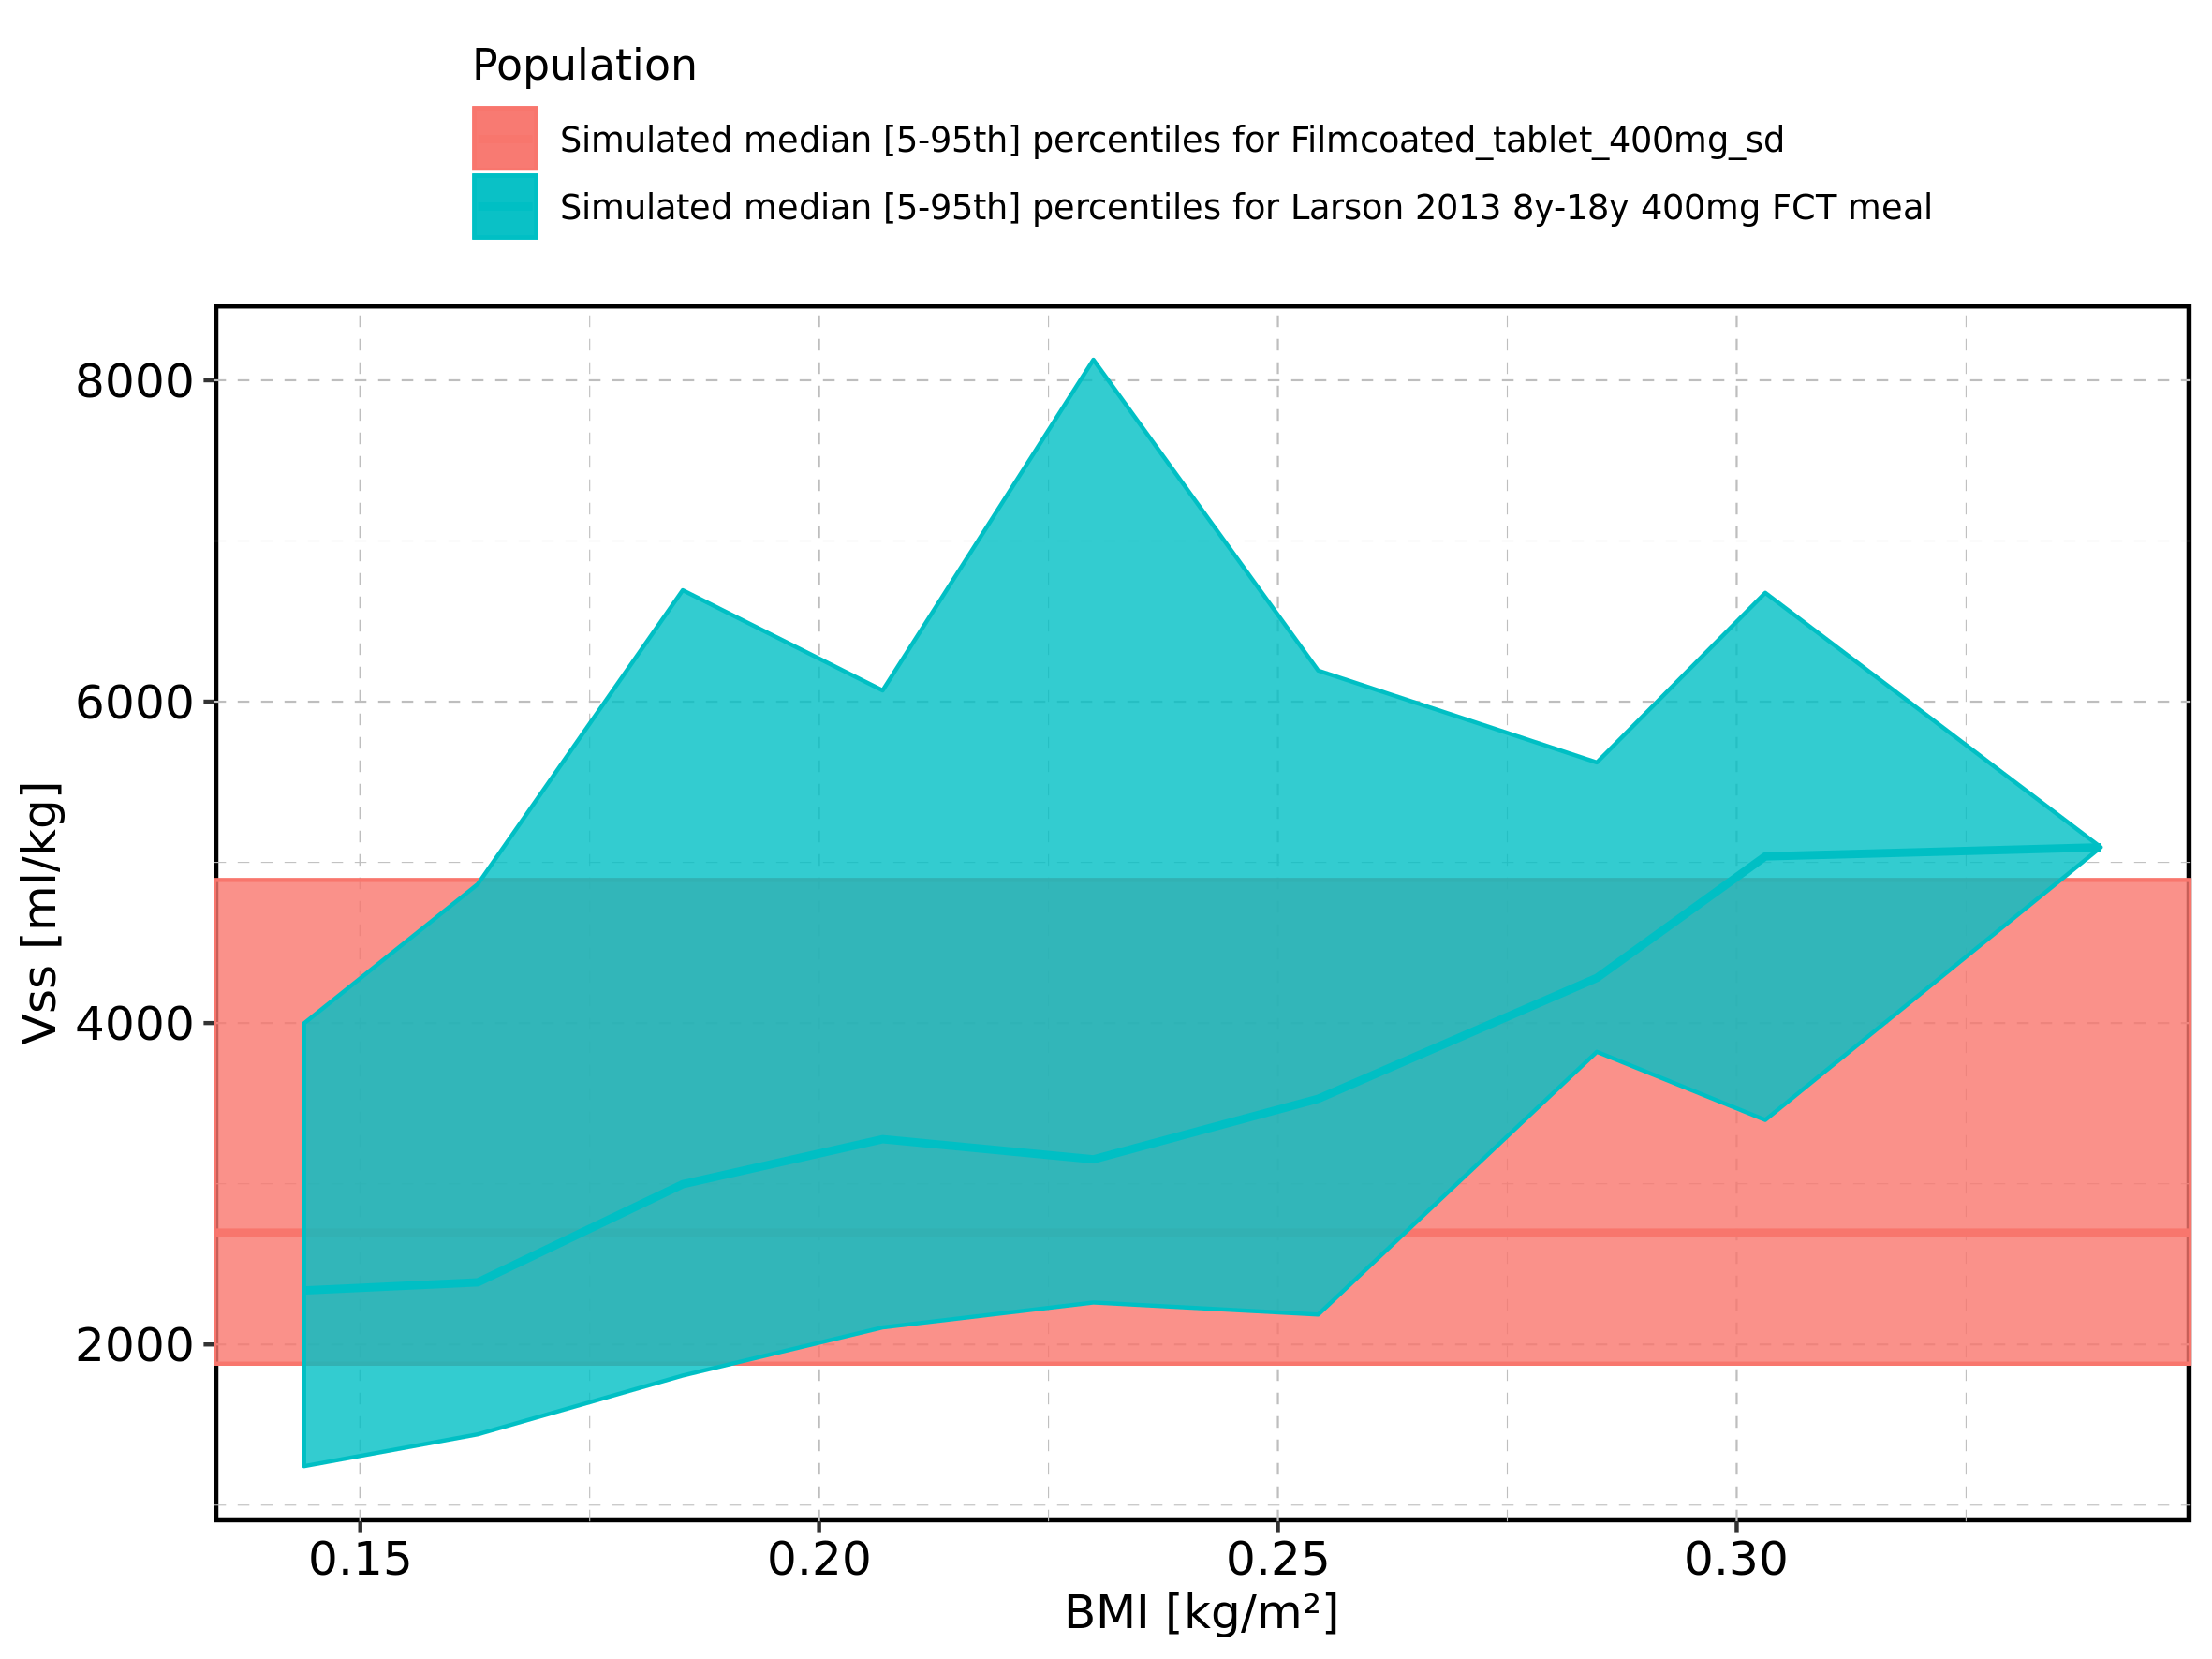 Population
Simulated median [5-95th] percentiles for Filmcoated_tablet_400mg_sd
Simulated median [5-95th] percentiles for Larson 2013 8y-18y 400mg FCT meal
8000
6000
4000
2000
Vss [ml/kg]
0.15 0.20 0.25 0.30
BMI [kg/m²]